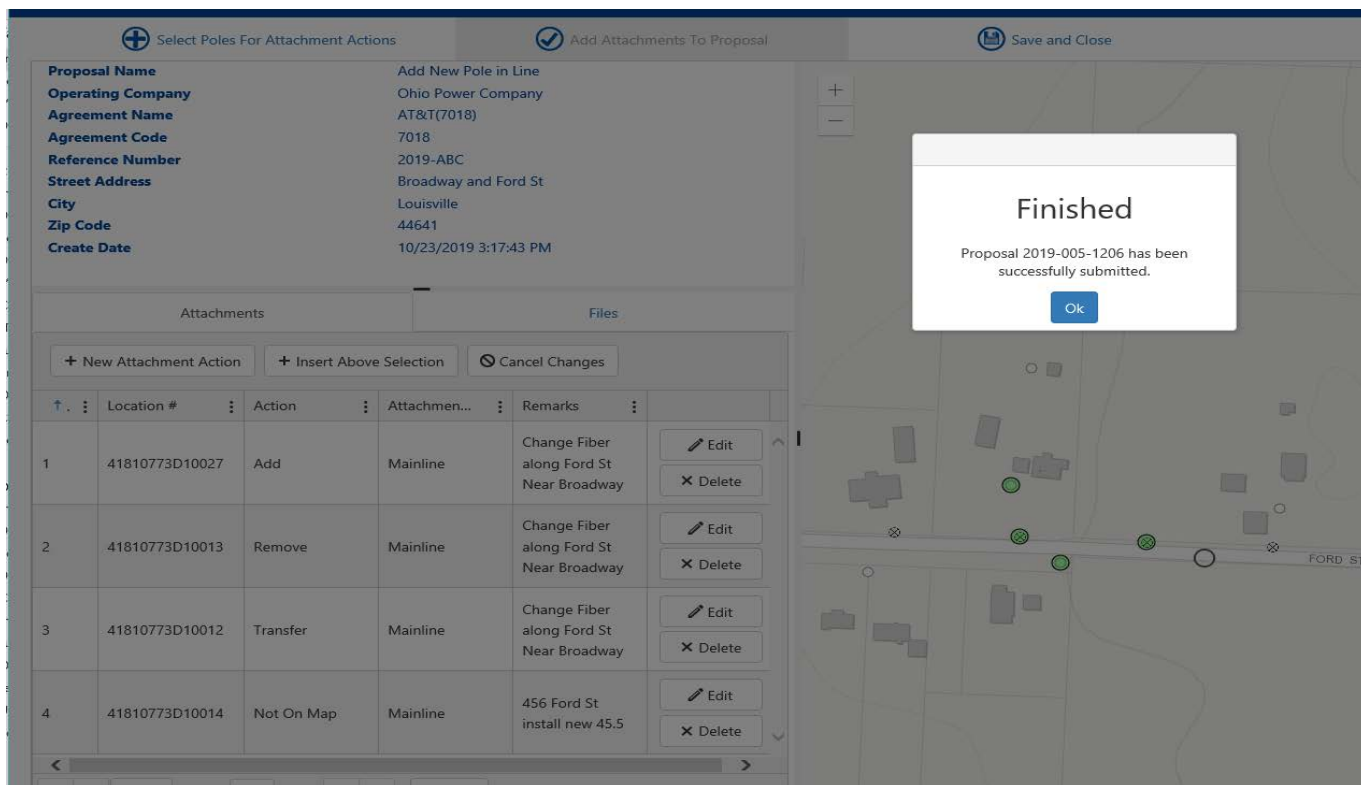 Select Poles For Attachment Actions
Add Attachments To Proposal
Save and Close
Proposal Name Add New Pole in Line
Operating Company Ohio Power Company
Agreement Name AT&T(7018)
Agreement Code 7018
Reference Number 2019-ABC
Street Address Broadway and Ford St
City Louisville
Zip Code 44641
Create Date 10/23/2019 3:17:43 PM
Attachments
Files
+ New Attachment Action
+ Insert Above Selection
Cancel Changes
Location # Action Attachmen... Remarks
1 41810773D10027 Add Mainline
Change Fiber
along Ford St
Near Broadway
Edit
Delete
2 41810773D10013 Remove Mainline
Change Fiber
along Ford St
Near Broadway
Edit
Delete
3 41810773D10012 Transfer Mainline
Change Fiber
along Ford St
Near Broadway
Edit
Delete
4 41810773D10014 Not On Map Mainline
456 Ford St
install new 45.5
Edit
Delete
+
−
Finished
Proposal 2019-005-1206 has been
successfully submitted.
Ok
FORD ST